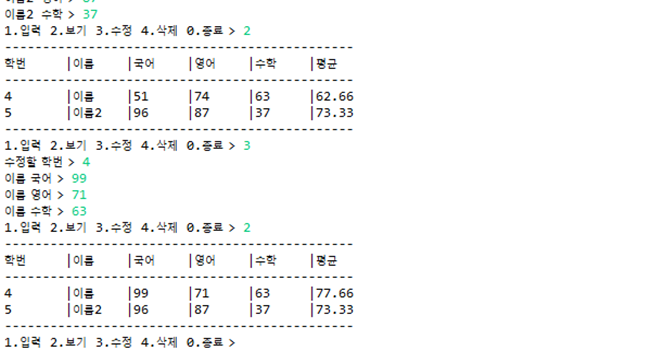 이름2 수학 > 37
1.입력 2.보기 3.수정 4.삭제 0.종료 > 2
----------------------------------------------
학번 |이름 |국어 |영어 |수학 |평균
----------------------------------------------
4 |이름 |51 |74 |63 |62.66
5 |이름2 |96 |87 |37 |73.33
----------------------------------------------
1.입력 2.보기 3.수정 4.삭제 0.종료 > 3
수정할 학번 > 4
이름 국어 > 99
이름 영어 > 71
이름 수학 > 63
1.입력 2.보기 3.수정 4.삭제 0.종료 > 2
----------------------------------------------
학번 |이름 |국어 |영어 |수학 |평균
----------------------------------------------
4 |이름 |99 |71 |63 |77.66
5 |이름2 |96 |87 |37 |73.33
----------------------------------------------
1.입력 2.보기 3.수정 4.삭제 0.종료 >